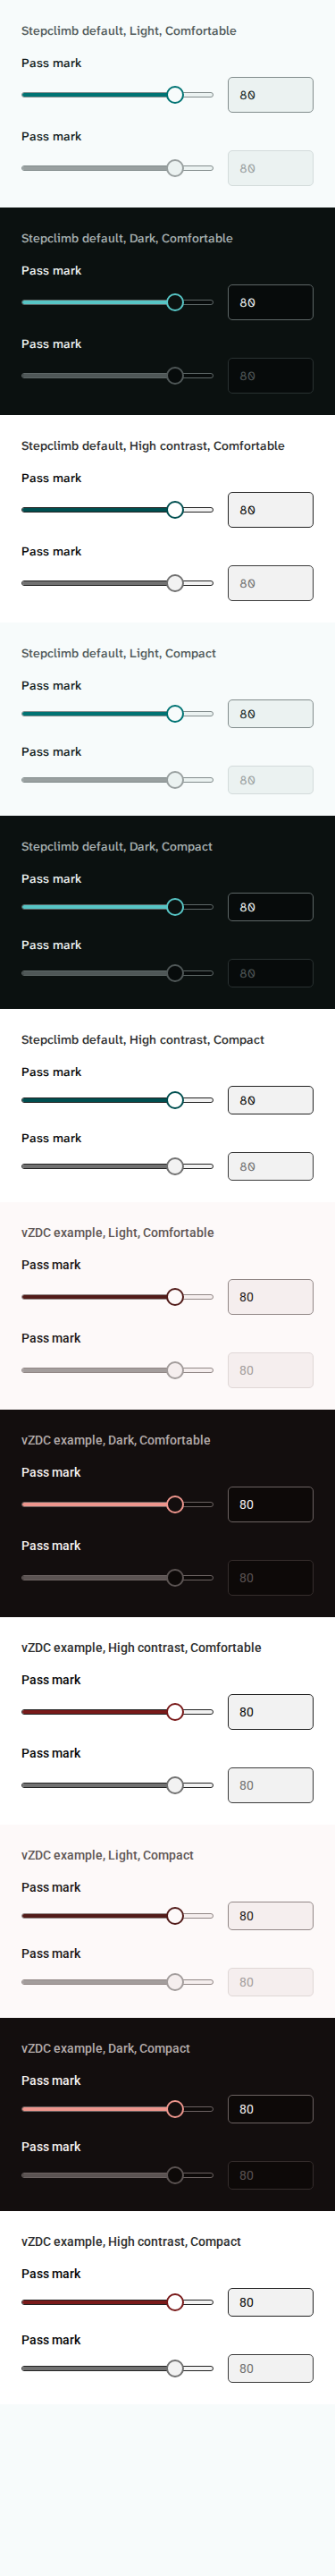 Stepclimb default, Light, Comfortable
Pass mark
80
Pass mark
80
Stepclimb default, Dark, Comfortable
Pass mark
80
Pass mark
80
Stepclimb default, High contrast, Comfortable
Pass mark
80
Pass mark
80
Stepclimb default, Light, Compact
Pass mark
80
Pass mark
80
Stepclimb default, Dark, Compact
Pass mark
80
Pass mark
80
Stepclimb default, High contrast, Compact
Pass mark
80
Pass mark
80
vZDC example, Light, Comfortable
Pass mark
80
Pass mark
80
vZDC example, Dark, Comfortable
Pass mark
80
Pass mark
80
vZDC example, High contrast, Comfortable
Pass mark
80
Pass mark
80
vZDC example, Light, Compact
Pass mark
80
Pass mark
80
vZDC example, Dark, Compact
Pass mark
80
Pass mark
80
vZDC example, High contrast, Compact
Pass mark
80
Pass mark
80